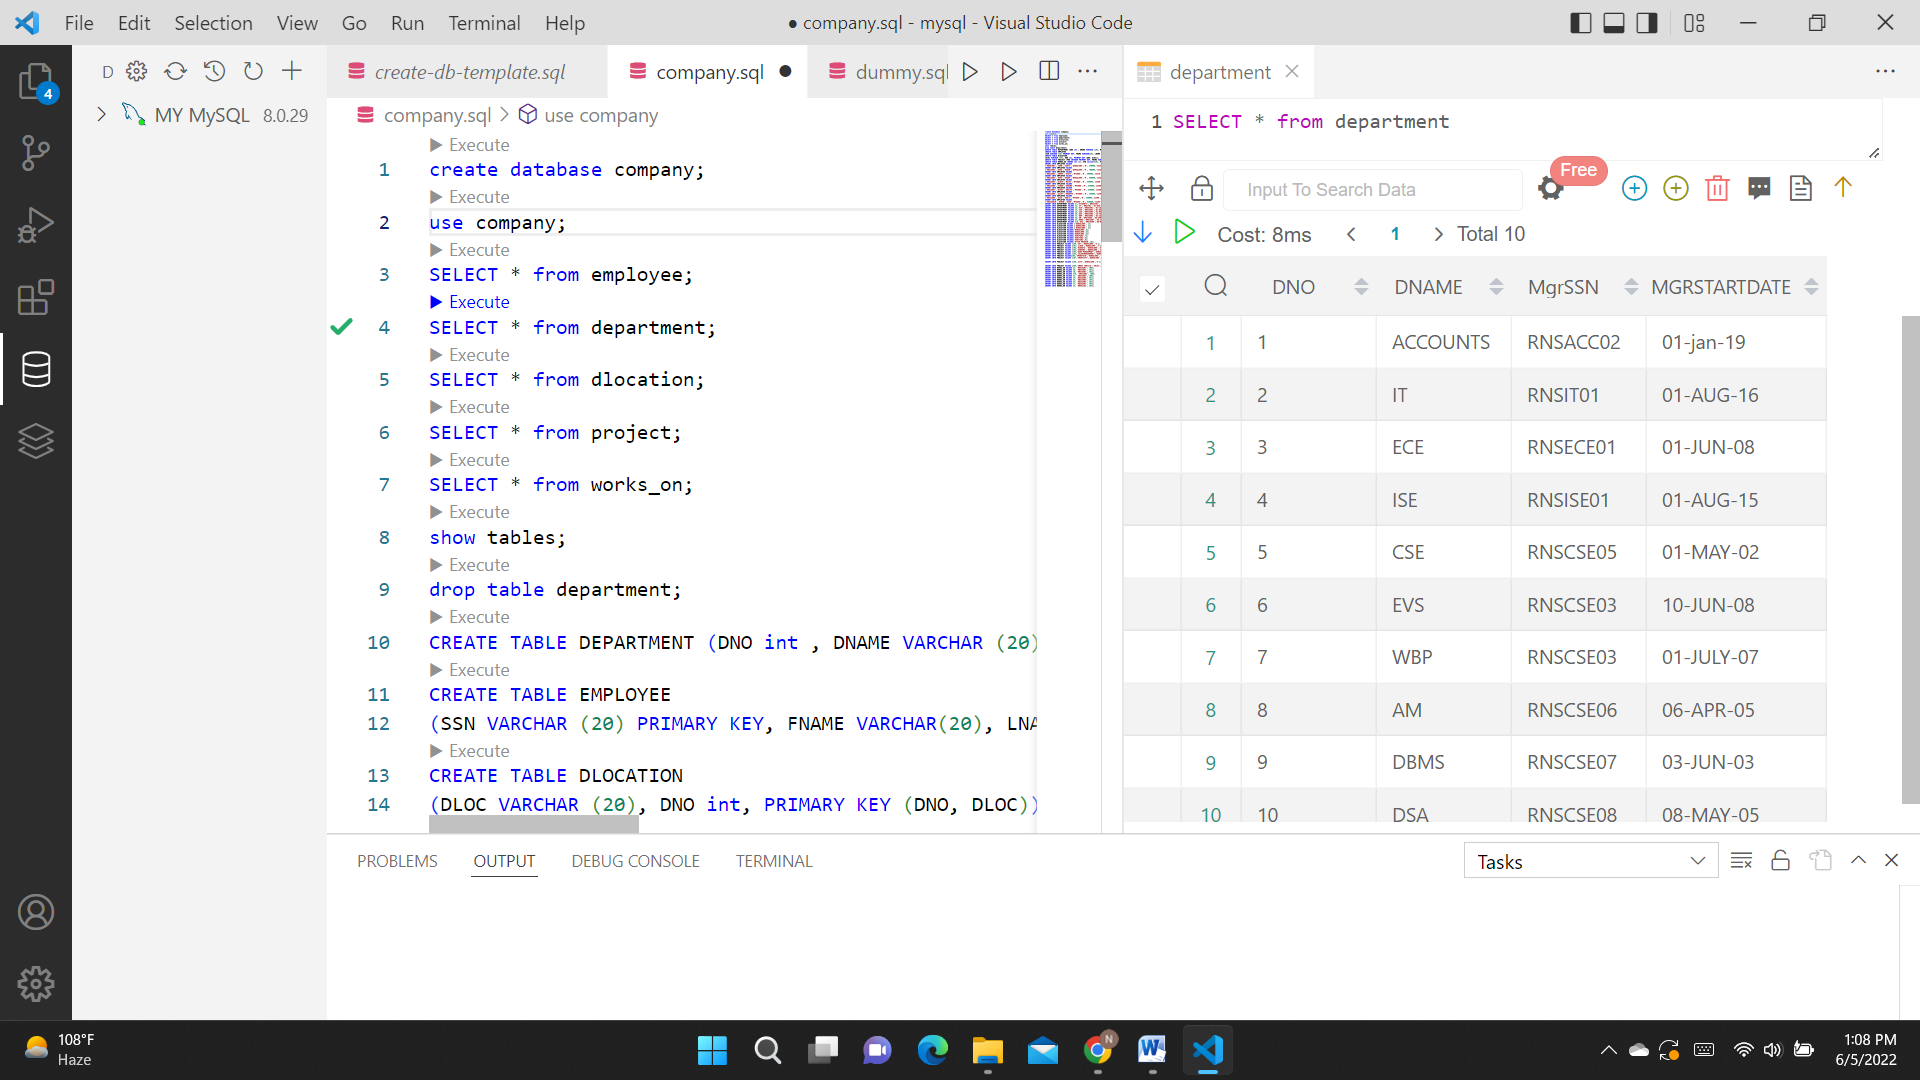 File Edit Selection View Go Run Terminal Help
● company.sql - mysql - Visual Studio Code
4
D
MY MySQL 8.0.29
create-db-template.sql
company.sql ●
dummy.sql
company.sql > use company
Execute
1 create database company;
Execute
2 use company;
Execute
3 SELECT * from employee;
Execute
4 SELECT * from department;
Execute
5 SELECT * from dlocation;
Execute
6 SELECT * from project;
Execute
7 SELECT * from works_on;
Execute
8 show tables;
Execute
9 drop table department;
Execute
10 CREATE TABLE DEPARTMENT (DNO int , DNAME VARCHAR (20)
Execute
11 CREATE TABLE EMPLOYEE
12 (SSN VARCHAR (20) PRIMARY KEY, FNAME VARCHAR(20), LNA
Execute
13 CREATE TABLE DLOCATION
14 (DLOC VARCHAR (20), DNO int, PRIMARY KEY (DNO, DLOC))
department
1 SELECT * from department
Input To Search Data
Free
Cost: 8ms < 1 > Total 10
DNO DNAME MgrSSN MGRSTARTDATE
1 1 ACCOUNTS RNSACC02 01-jan-19
2 2 IT RNSIT01 01-AUG-16
3 3 ECE RNSECE01 01-JUN-08
4 4 ISE RNSISE01 01-AUG-15
5 5 CSE RNSCSE05 01-MAY-02
6 6 EVS RNSCSE03 10-JUN-08
7 7 WBP RNSCSE03 01-JULY-07
8 8 AM RNSCSE06 06-APR-05
9 9 DBMS RNSCSE07 03-JUN-03
10 10 DSA RNSCSE08 08-MAY-05
PROBLEMS OUTPUT DEBUG CONSOLE TERMINAL
Tasks
108°F
Haze
N
1:08 PM
6/5/2022